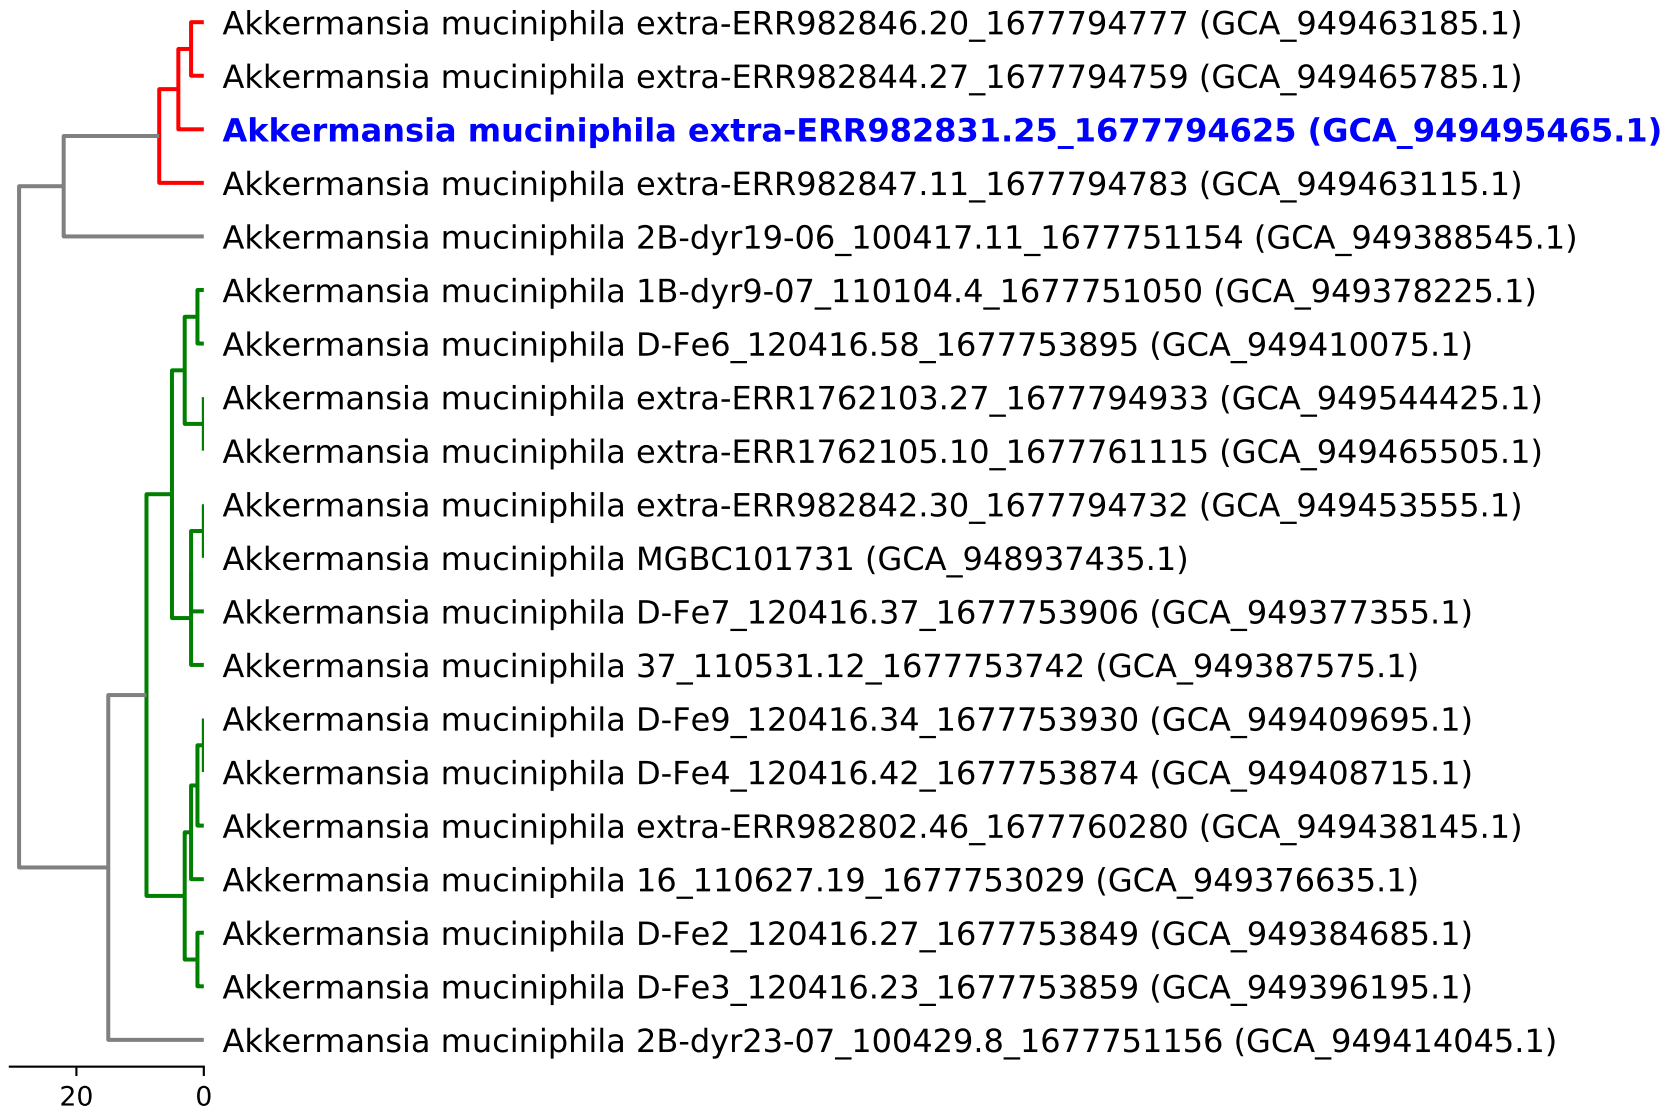 Akkermansia muciniphila extra-ERR982846.20_1677794777 (GCA_949463185.1)
Akkermansia muciniphila extra-ERR982844.27_1677794759 (GCA_949465785.1)
Akkermansia muciniphila extra-ERR982831.25_1677794625 (GCA_949495465.1)
Akkermansia muciniphila extra-ERR982847.11_1677794783 (GCA_949463115.1)
Akkermansia muciniphila 2B-dyr19-06_100417.11_1677751154 (GCA_949388545.1)
Akkermansia muciniphila 1B-dyr9-07_110104.4_1677751050 (GCA_949378225.1)
Akkermansia muciniphila D-Fe6_120416.58_1677753895 (GCA_949410075.1)
Akkermansia muciniphila extra-ERR1762103.27_1677794933 (GCA_949544425.1)
Akkermansia muciniphila extra-ERR1762105.10_1677761115 (GCA_949465505.1)
Akkermansia muciniphila extra-ERR982842.30_1677794732 (GCA_949453555.1)
Akkermansia muciniphila MGBC101731 (GCA_948937435.1)
Akkermansia muciniphila D-Fe7_120416.37_1677753906 (GCA_949377355.1)
Akkermansia muciniphila 37_110531.12_1677753742 (GCA_949387575.1)
Akkermansia muciniphila D-Fe9_120416.34_1677753930 (GCA_949409695.1)
Akkermansia muciniphila D-Fe4_120416.42_1677753874 (GCA_949408715.1)
Akkermansia muciniphila extra-ERR982802.46_1677760280 (GCA_949438145.1)
Akkermansia muciniphila 16_110627.19_1677753029 (GCA_949376635.1)
Akkermansia muciniphila D-Fe2_120416.27_1677753849 (GCA_949384685.1)
Akkermansia muciniphila D-Fe3_120416.23_1677753859 (GCA_949396195.1)
Akkermansia muciniphila 2B-dyr23-07_100429.8_1677751156 (GCA_949414045.1)
20 0